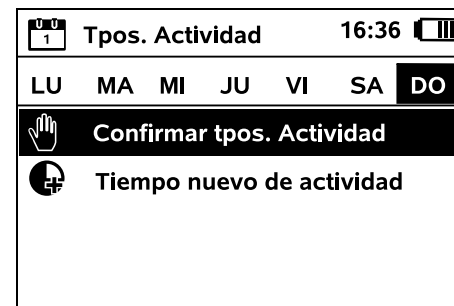 1 Tpos. Actividad 16:36
LU MA MI JU VI SA DO
Confirmar tpos. Actividad
Tiempo nuevo de actividad